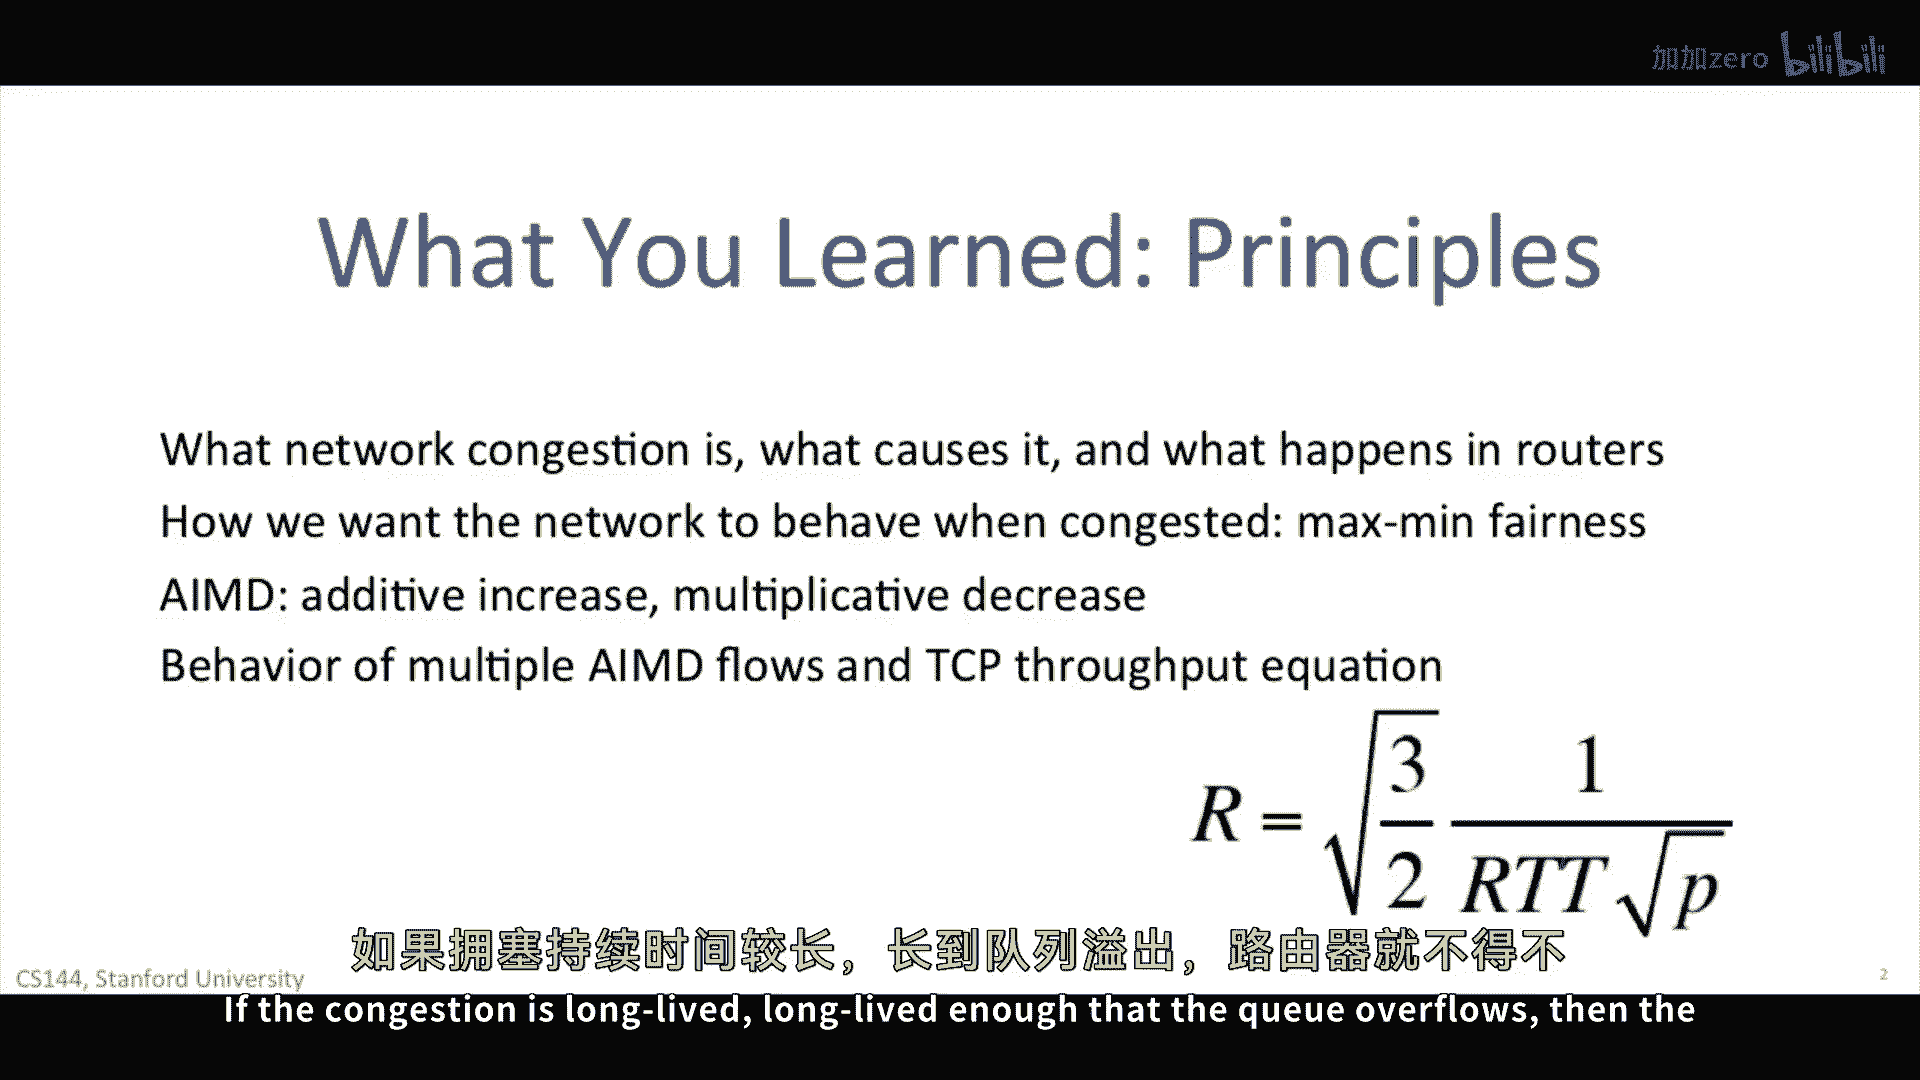 加加zero bilibili
What You Learned: Principles
What network congestion is, what causes it, and what happens in routers
How we want the network to behave when congested: max-min fairness
AIMD: additive increase, multiplicative decrease
Behavior of multiple AIMD flows and TCP throughput equation
R = √(3/2) 1/(RTT√p)
如果拥塞持续时间较长，长到队列溢出，路由器就不得不
CS144, Stanford University
2
If the congestion is long-lived, long-lived enough that the queue overflows, then the